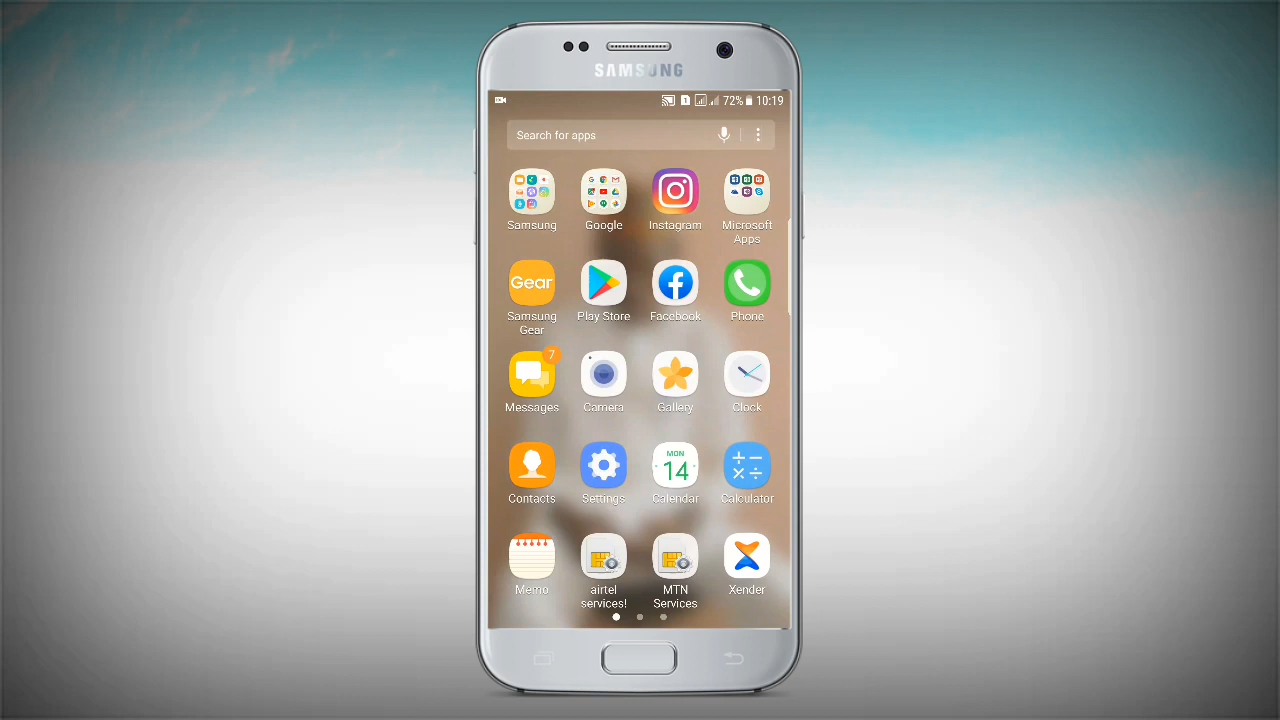 SAMSUNG
72% 10:19
Search for apps
Samsung
Google
Instagram
Microsoft
Apps
Gear
Samsung
Gear
Play Store
Facebook
Phone
7
Messages
Camera
Gallery
Clock
MON
14
Contacts
Settings
Calendar
Calculator
Memo
airtel
services!
MTN
Services
Xender